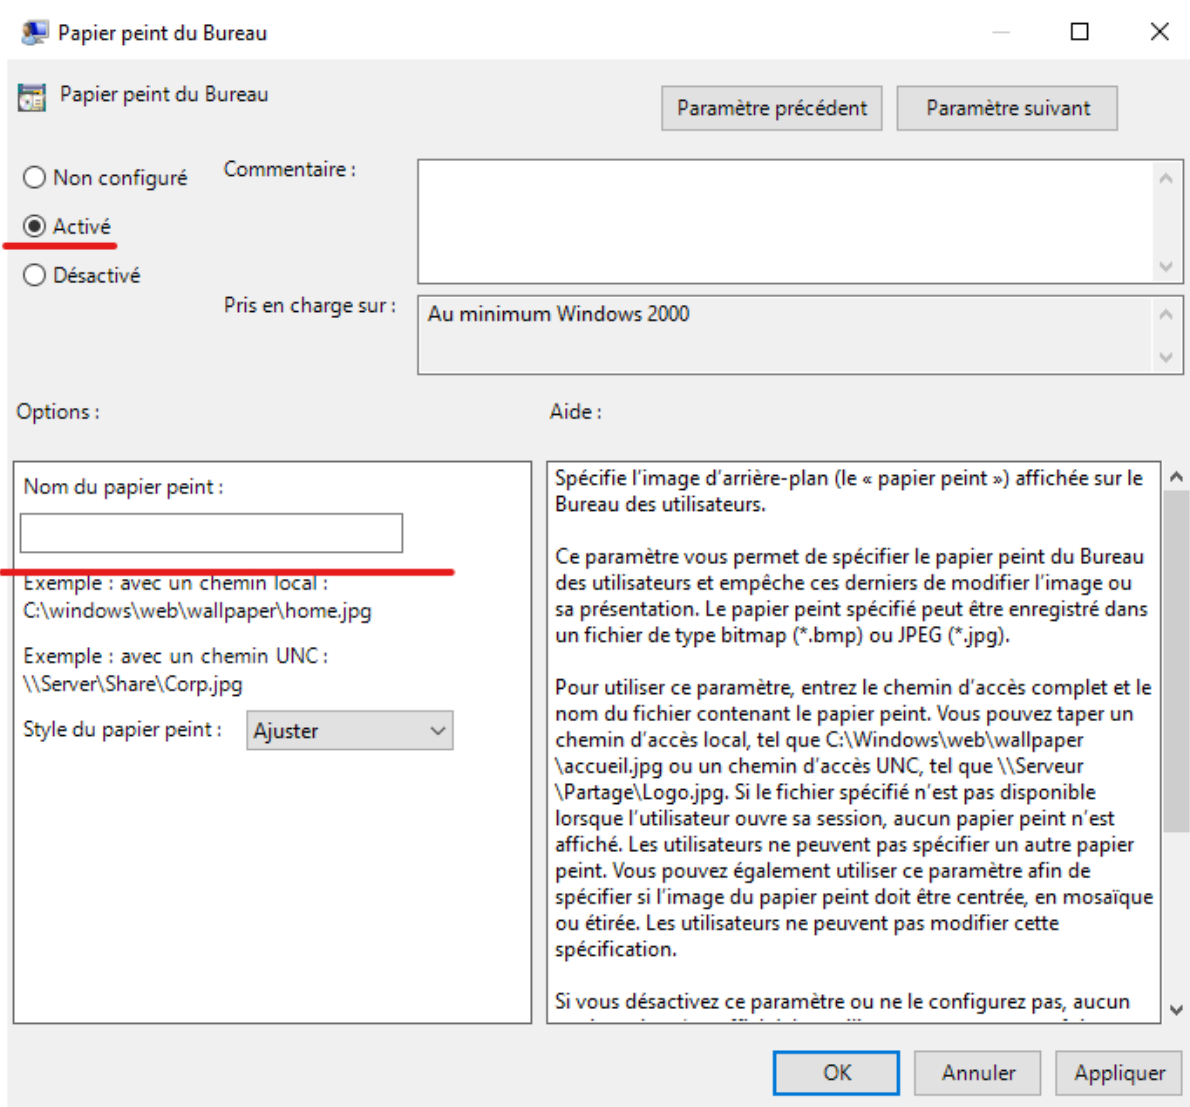 Papier peint du Bureau
Papier peint du Bureau
Paramètre précédent
Paramètre suivant
Non configuré
Commentaire :
Activé
Désactivé
Pris en charge sur :
Au minimum Windows 2000
Options :
Aide :
Nom du papier peint :
Exemple : avec un chemin local :
C:\windows\web\wallpaper\home.jpg
Exemple : avec un chemin UNC :
\\Server\Share\Corp.jpg
Style du papier peint :
Ajuster
Spécifie l'image d'arrière-plan (le « papier peint ») affichée sur le
Bureau des utilisateurs.
Ce paramètre vous permet de spécifier le papier peint du Bureau
des utilisateurs et empêche ces derniers de modifier l'image ou
sa présentation. Le papier peint spécifié peut être enregistré dans
un fichier de type bitmap (*.bmp) ou JPEG (*.jpg).
Pour utiliser ce paramètre, entrez le chemin d'accès complet et le
nom du fichier contenant le papier peint. Vous pouvez taper un
chemin d'accès local, tel que C:\Windows\web\wallpaper
\accueil.jpg ou un chemin d'accès UNC, tel que \\Serveur
\Partage\Logo.jpg. Si le fichier spécifié n'est pas disponible
lorsque l'utilisateur ouvre sa session, aucun papier peint n'est
affiché. Les utilisateurs ne peuvent pas spécifier un autre papier
peint. Vous pouvez également utiliser ce paramètre afin de
spécifier si l'image du papier peint doit être centrée, en mosaïque
ou étirée. Les utilisateurs ne peuvent pas modifier cette
spécification.
Si vous désactivez ce paramètre ou ne le configurez pas, aucun
OK
Annuler
Appliquer